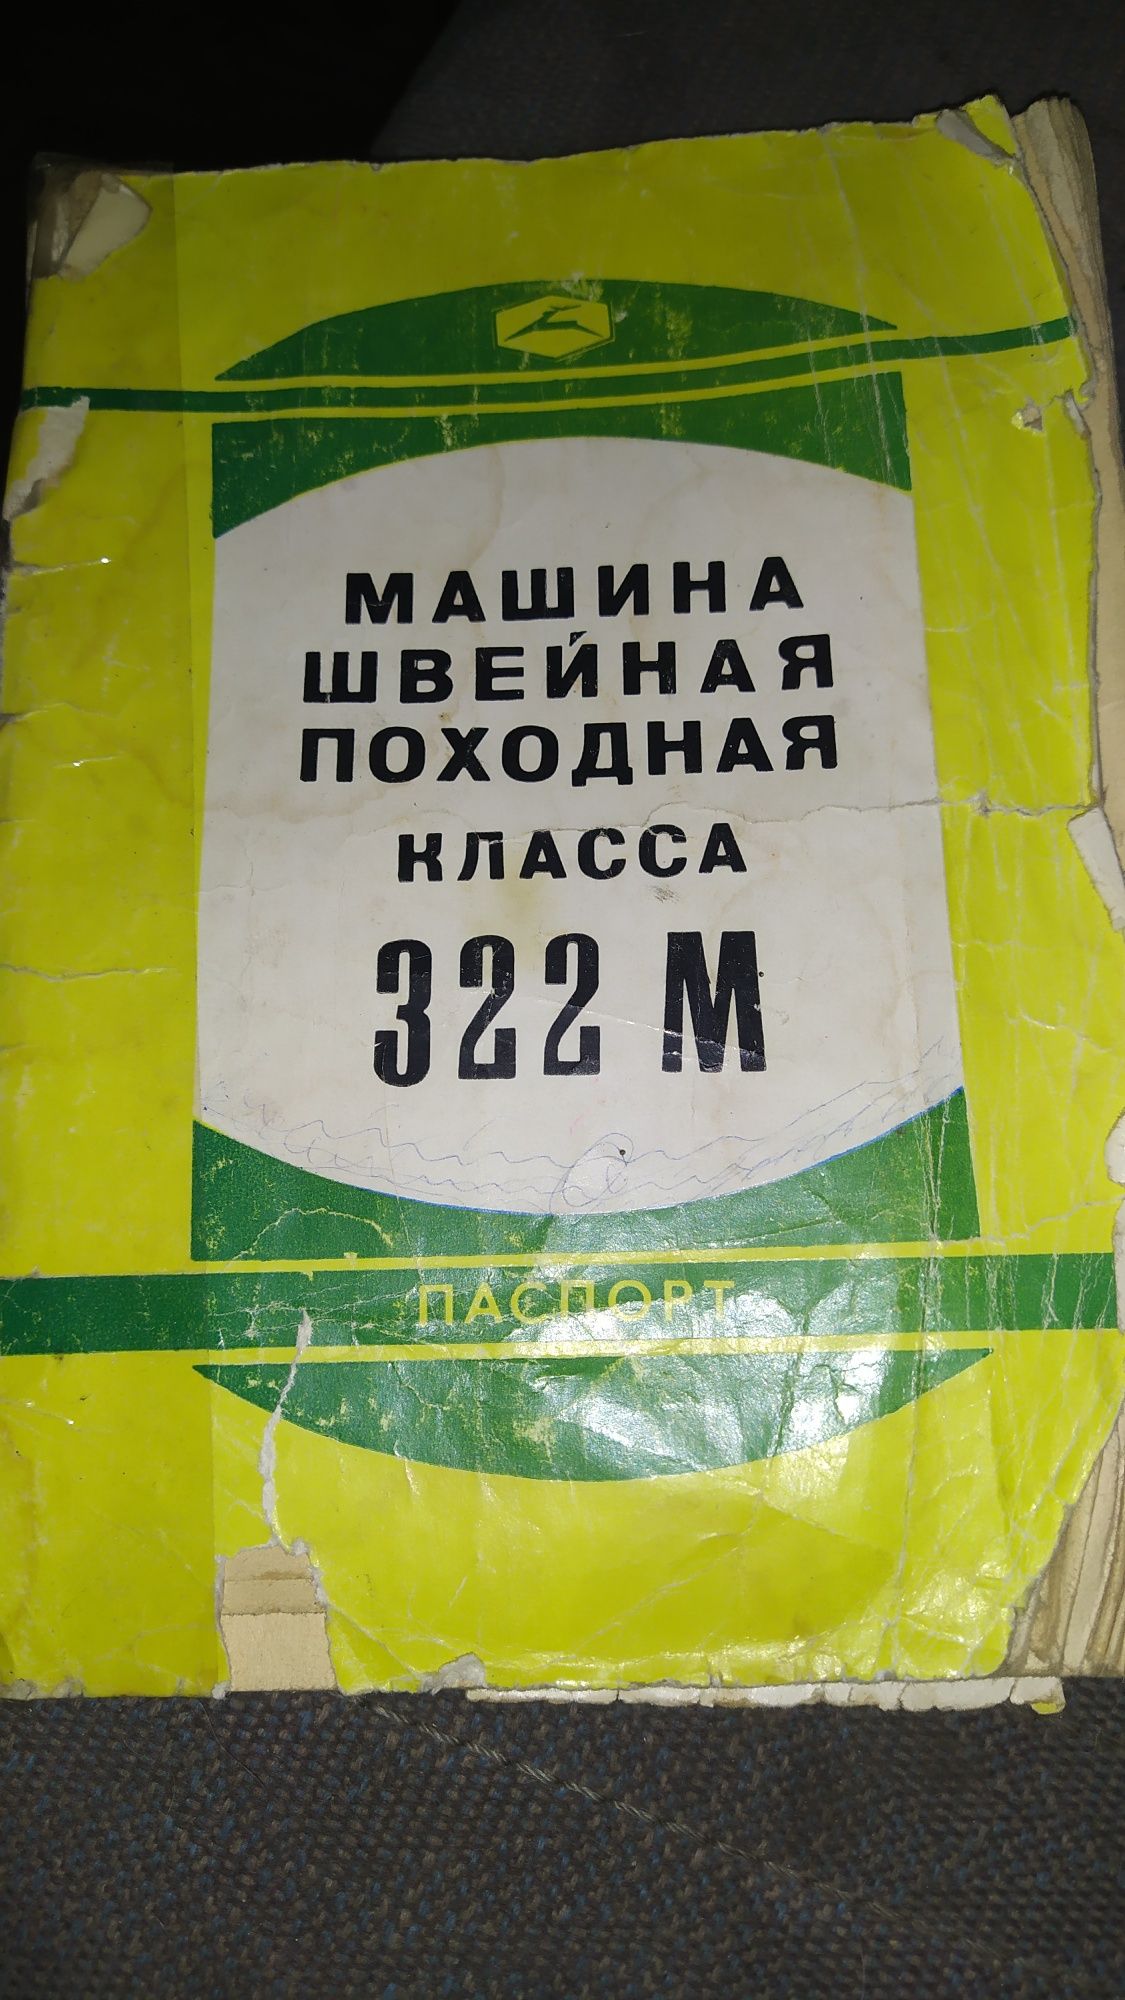 МАШИНА
ШВЕЙНАЯ
ПОХОДНАЯ
КЛАССА
322 М
ПАСПОРТ